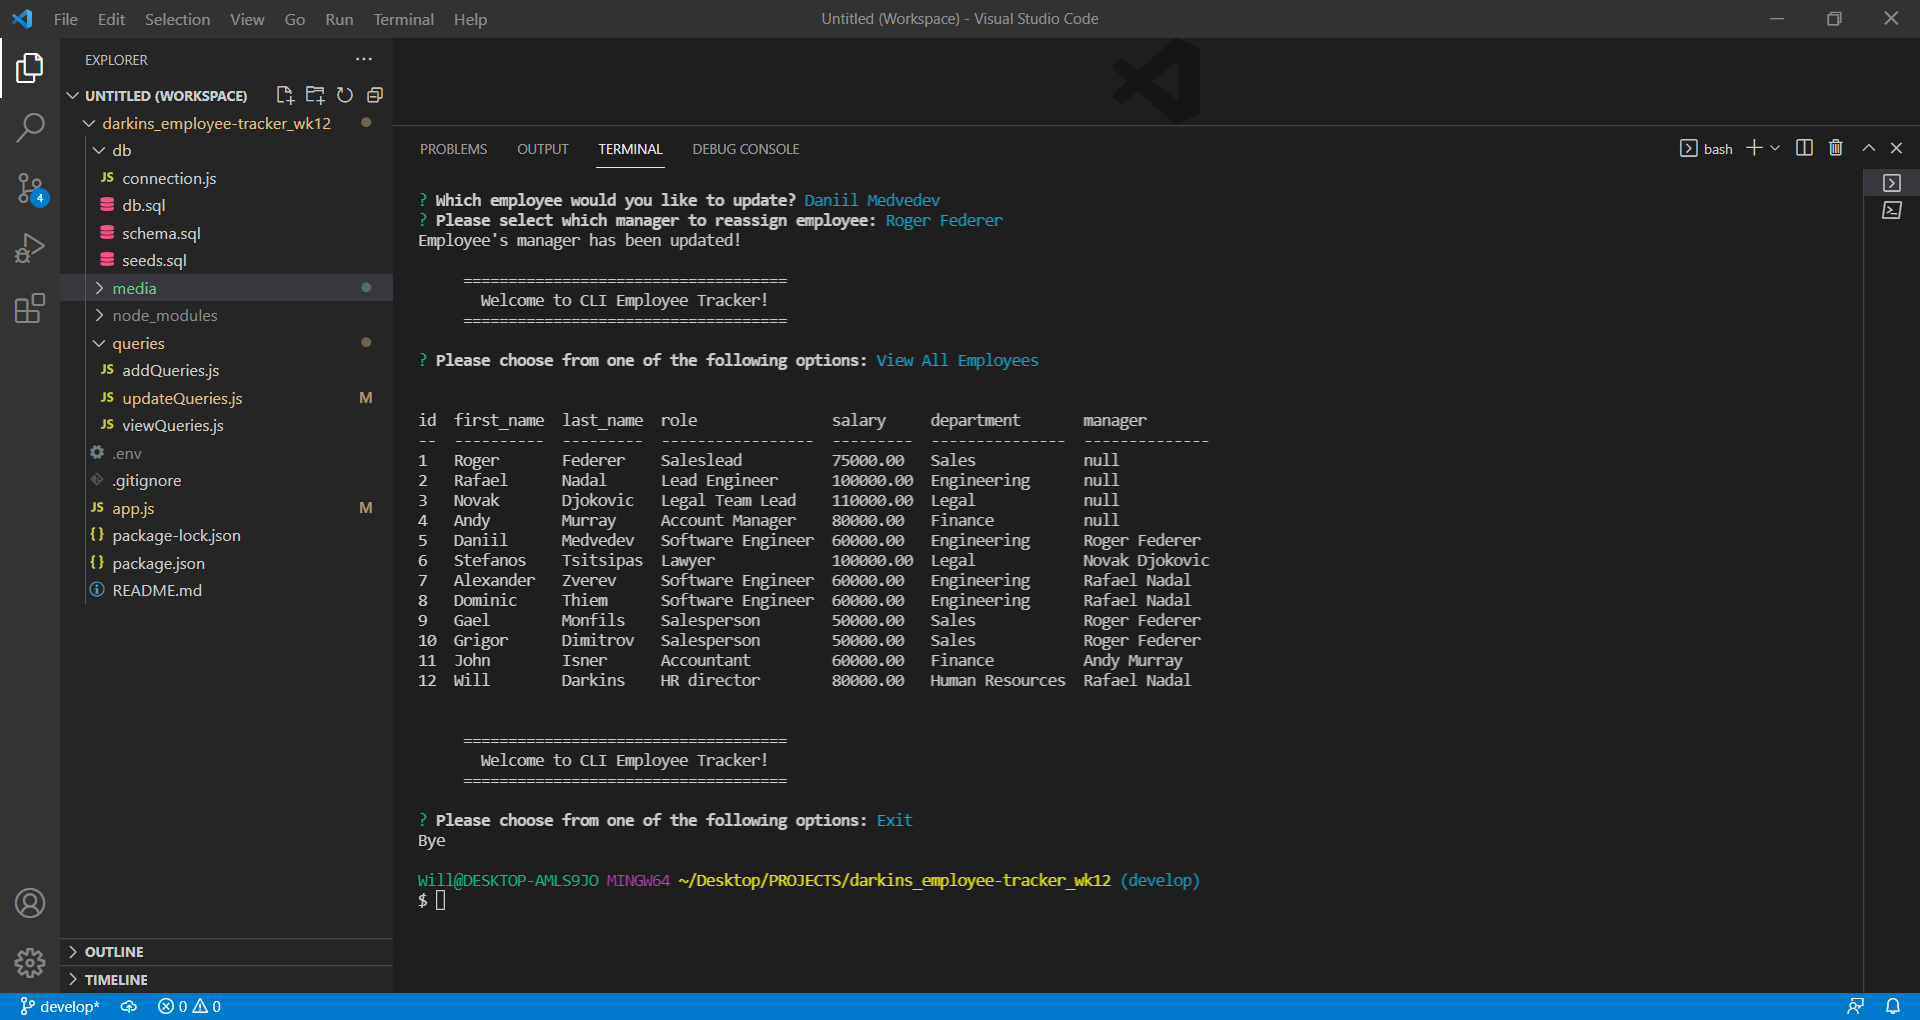 File Edit Selection View Go Run Terminal Help
Untitled (Workspace) - Visual Studio Code
EXPLORER
UNTITLED (WORKSPACE)
darkins_employee-tracker_wk12
db
JS connection.js
db.sql
schema.sql
seeds.sql
media
node_modules
queries
JS addQueries.js
JS updateQueries.js M
JS viewQueries.js
.env
.gitignore
JS app.js M
{} package-lock.json
{} package.json
README.md
OUTLINE
TIMELINE
4
PROBLEMS OUTPUT TERMINAL DEBUG CONSOLE
bash
? Which employee would you like to update? Daniil Medvedev
? Please select which manager to reassign employee: Roger Federer
Employee's manager has been updated!
====================================
Welcome to CLI Employee Tracker!
====================================
? Please choose from one of the following options: View All Employees
id first_name last_name role salary department manager
-- ---------- --------- ----------------- --------- --------------- --------------
1 Roger Federer Saleslead 75000.00 Sales null
2 Rafael Nadal Lead Engineer 100000.00 Engineering null
3 Novak Djokovic Legal Team Lead 110000.00 Legal null
4 Andy Murray Account Manager 80000.00 Finance null
5 Daniil Medvedev Software Engineer 60000.00 Engineering Roger Federer
6 Stefanos Tsitsipas Lawyer 100000.00 Legal Novak Djokovic
7 Alexander Zverev Software Engineer 60000.00 Engineering Rafael Nadal
8 Dominic Thiem Software Engineer 60000.00 Engineering Rafael Nadal
9 Gael Monfils Salesperson 50000.00 Sales Roger Federer
10 Grigor Dimitrov Salesperson 50000.00 Sales Roger Federer
11 John Isner Accountant 60000.00 Finance Andy Murray
12 Will Darkins HR director 80000.00 Human Resources Rafael Nadal
====================================
Welcome to CLI Employee Tracker!
====================================
? Please choose from one of the following options: Exit
Bye
Will@DESKTOP-AMLS9JO MINGW64 ~/Desktop/PROJECTS/darkins_employee-tracker_wk12 (develop)
$
develop* 0 0